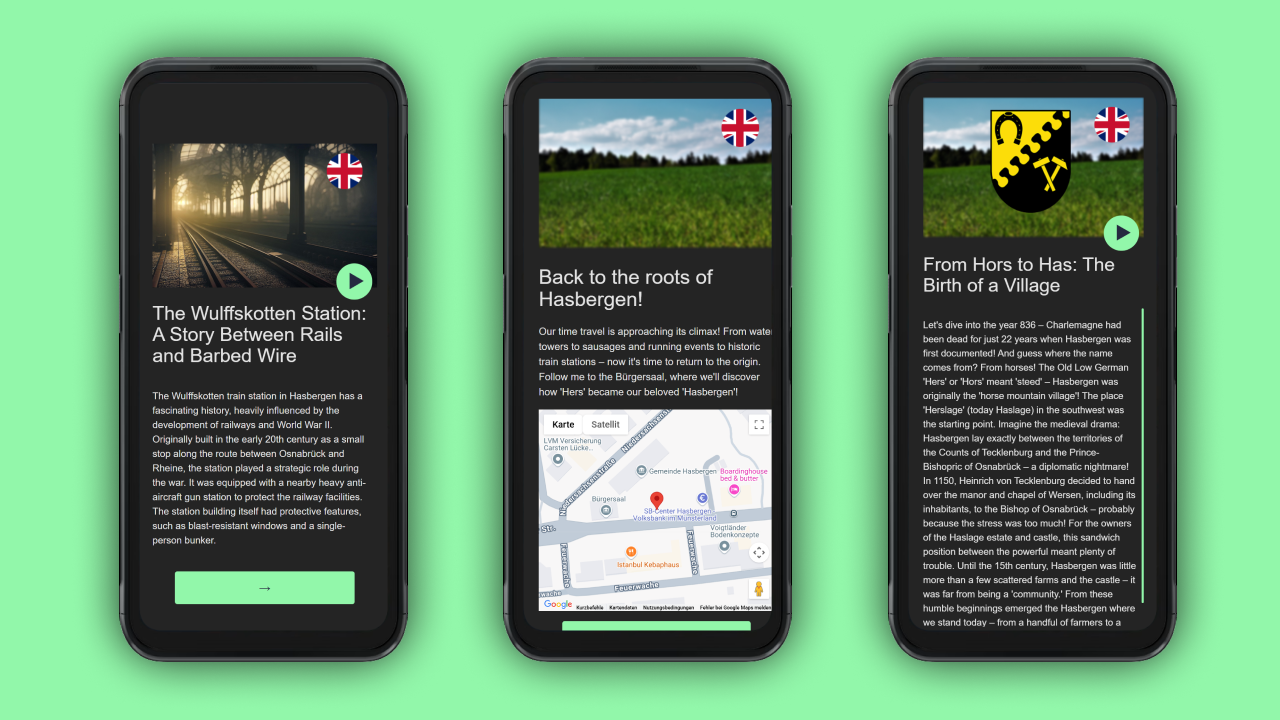 The Wulffskotten Station:
A Story Between Rails
and Barbed Wire
The Wulffskotten train station in Hasbergen has a
fascinating history, heavily influenced by the
development of railways and World War II.
Originally built in the early 20th century as a small
stop along the route between Osnabrück and
Rheine, the station played a strategic role during
the war. It was equipped with a nearby heavy anti-
aircraft gun station to protect the railway facilities.
The station building itself had protective features,
such as blast-resistant windows and a single-
person bunker.
→
Back to the roots of
Hasbergen!
Our time travel is approaching its climax! From water
towers to sausages and running events to historic
train stations – now it's time to return to the origin.
Follow me to the Bürgersaal, where we'll discover
how 'Hers' became our beloved 'Hasbergen'!
Karte
Satellit
Niedersachsenst
LVM Versicherung
Carsten Lücke...
Niedersachsenstraße
Gemeinde Hasbergen
Boardinghouse
bed & butter
Bürgersaal
SB-Center Hasbergen
Volksbank im Münsterland
Str.
Voigtländer
Bodenkonzepte
Feuerwache
Feuerwache
Istanbul Kebaphaus
Feuerwache
Google
Kurzbefehle
Kartendaten
Nutzungsbedingungen
Fehler bei Google Maps melden
From Hors to Has: The
Birth of a Village
Let's dive into the year 836 – Charlemagne had
been dead for just 22 years when Hasbergen was
first documented! And guess where the name
comes from? From horses! The Old Low German
'Hers' or 'Hors' meant 'steed' – Hasbergen was
originally the 'horse mountain village'! The place
'Herslage' (today Haslage) in the southwest was
the starting point. Imagine the medieval drama:
Hasbergen lay exactly between the territories of
the Counts of Tecklenburg and the Prince-
Bishopric of Osnabrück – a diplomatic nightmare!
In 1150, Heinrich von Tecklenburg decided to hand
over the manor and chapel of Wersen, including its
inhabitants, to the Bishop of Osnabrück – probably
because the stress was too much! For the owners
of the Haslage estate and castle, this sandwich
position between the powerful meant plenty of
trouble. Until the 15th century, Hasbergen was little
more than a few scattered farms and the castle – it
was far from being a 'community.' From these
humble beginnings emerged the Hasbergen where
we stand today – from a handful of farmers to a